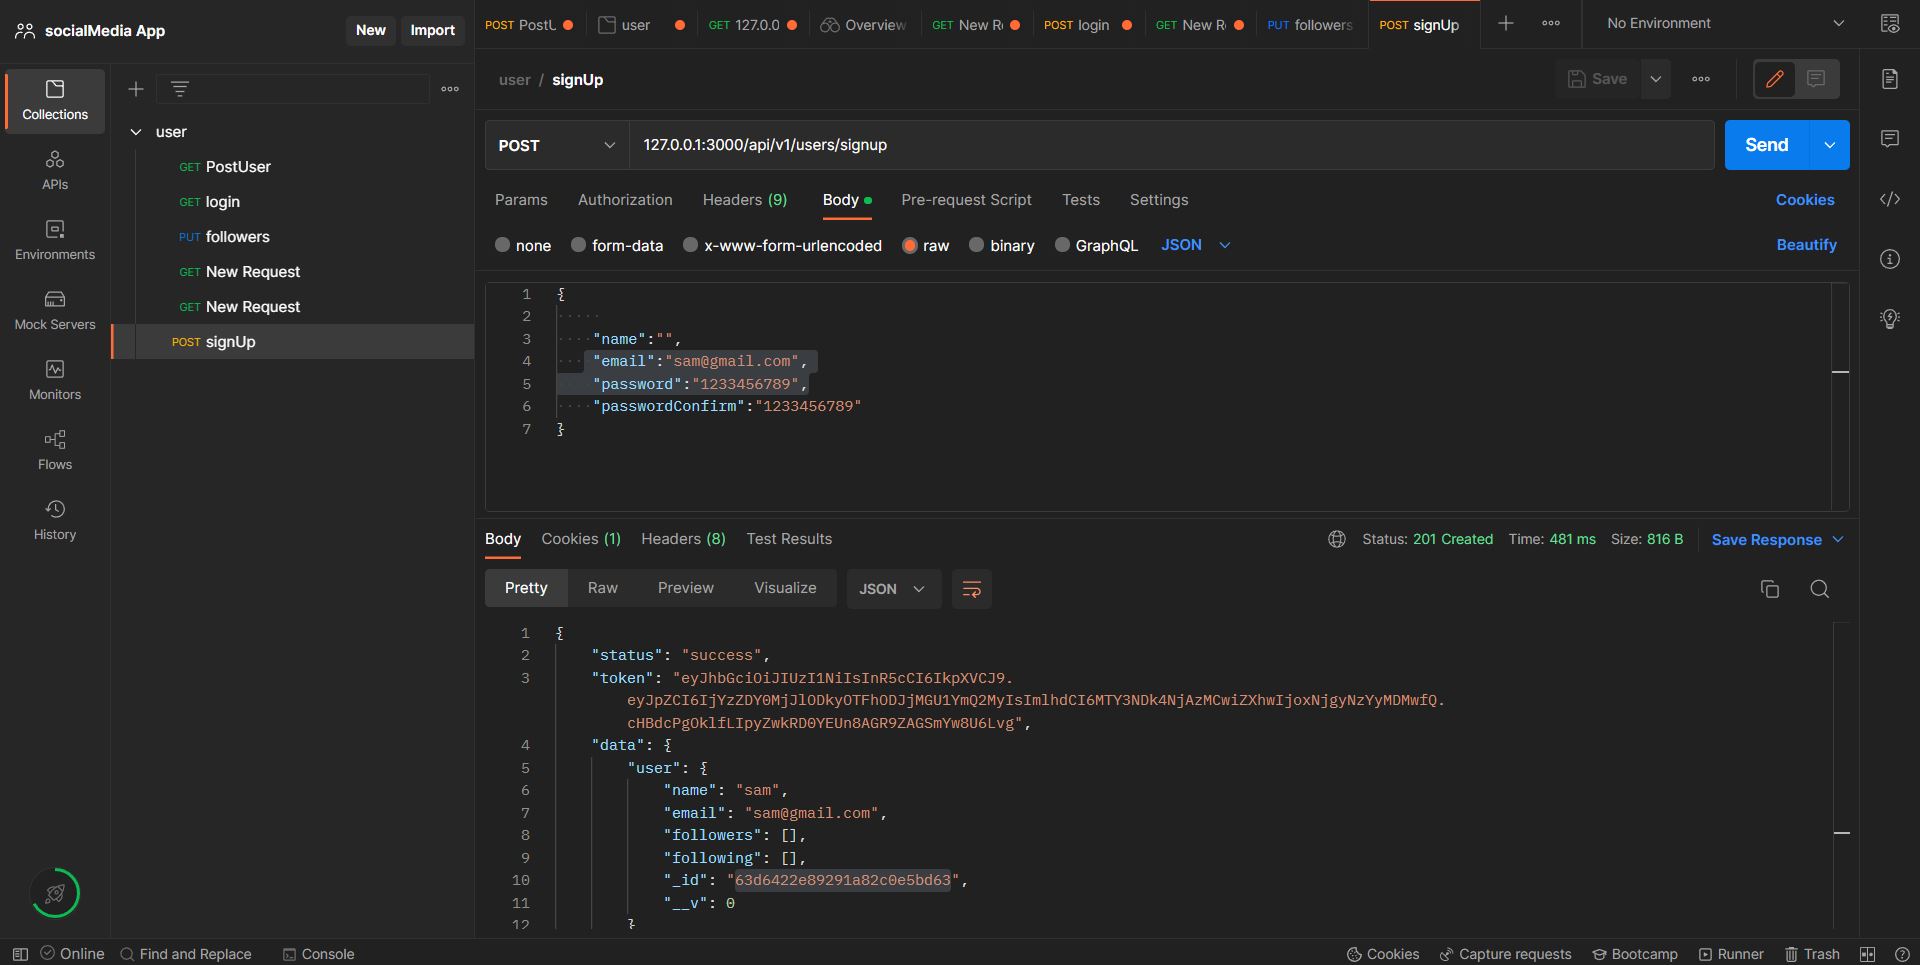 socialMedia App
New
Import
POST PostU
user
GET 127.0.0
Overview
GET New R
POST login
GET New R
PUT followers
POST signUp
No Environment
Collections
APIs
Environments
Mock Servers
Monitors
Flows
History
user
GET PostUser
GET login
PUT followers
GET New Request
GET New Request
POST signUp
user / signUp
Save
POST
127.0.0.1:3000/api/v1/users/signup
Send
Params Authorization Headers (9) Body Pre-request Script Tests Settings Cookies
none form-data x-www-form-urlencoded raw binary GraphQL JSON Beautify
1 {
2
3 "name":"",
4 "email":"sam@gmail.com",
5 "password":"1233456789",
6 "passwordConfirm":"1233456789"
7 }
Body Cookies (1) Headers (8) Test Results Status: 201 Created Time: 481 ms Size: 816 B Save Response
Pretty Raw Preview Visualize JSON
1 {
2 "status": "success",
3 "token": "eyJhbGciOiJIUzI1NiIsInR5cCI6IkpXVCJ9.
eyJpZCI6IjYzZDY0MjJlODkyOTFhODJjMGU1YmQ2MyIsImlhdCI6MTY3NDk4NjAzMCwiZXhwIjoxNjgyNzYyMDMwfQ.
cHBdcPgOklfLIpyZwkRD0YEUn8AGR9ZAGSmYw8U6Lvg",
4 "data": {
5 "user": {
6 "name": "sam",
7 "email": "sam@gmail.com",
8 "followers": [],
9 "following": [],
10 "_id": "63d6422e89291a82c0e5bd63",
11 "__v": 0
12 }
Online Find and Replace Console Cookies Capture requests Bootcamp Runner Trash